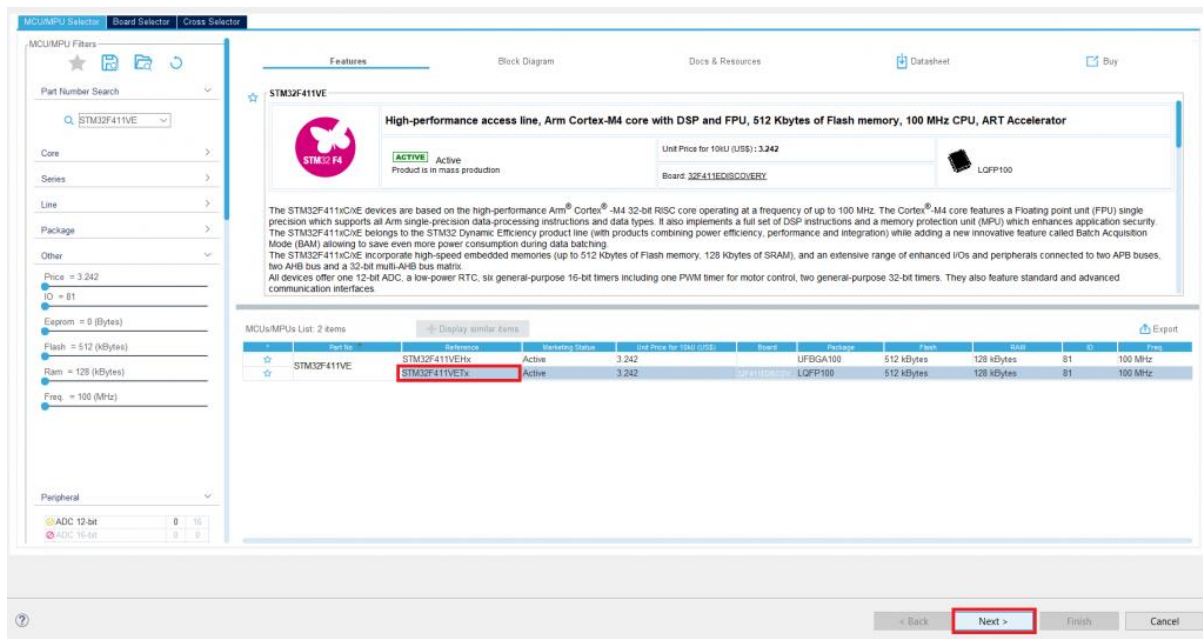 MCU/MPU Selector Board Selector Cross Selector
MCU/MPU Filters
Part Number Search
STM32F411VE
Core
Series
Line
Package
Other
Price = 3.242
IO = 81
Eeprom = 0 (Bytes)
Flash = 512 (kBytes)
Ram = 128 (kBytes)
Freq. = 100 (MHz)
Peripheral
ADC 12-bit 0 16
ADC 16-bit 0 0
Features Block Diagram Docs & Resources Datasheet Buy
STM32F411VE
STM32 F4
High-performance access line, Arm Cortex-M4 core with DSP and FPU, 512 Kbytes of Flash memory, 100 MHz CPU, ART Accelerator
ACTIVE Active
Product is in mass production
Unit Price for 10kU (US$) : 3.242
Board: 32F411EDISCOVERY
LQFP100
The STM32F411xC/xE devices are based on the high-performance Arm® Cortex® -M4 32-bit RISC core operating at a frequency of up to 100 MHz. The Cortex®-M4 core features a Floating point unit (FPU) single
precision which supports all Arm single-precision data-processing instructions and data types. It also implements a full set of DSP instructions and a memory protection unit (MPU) which enhances application security.
The STM32F411xC/xE belongs to the STM32 Dynamic Efficiency product line (with products combining power efficiency, performance and integration) while adding a new innovative feature called Batch Acquisition
Mode (BAM) allowing to save even more power consumption during data batching.
The STM32F411xC/xE incorporate high-speed embedded memories (up to 512 Kbytes of Flash memory, 128 Kbytes of SRAM), and an extensive range of enhanced I/Os and peripherals connected to two APB buses,
two AHB bus and a 32-bit multi-AHB bus matrix.
All devices offer one 12-bit ADC, a low-power RTC, six general-purpose 16-bit timers including one PWM timer for motor control, two general-purpose 32-bit timers. They also feature standard and advanced
communication interfaces.
MCUs/MPUs List: 2 items + Display similar items Export
* Part No Reference Marketing Status Unit Price for 10kU (US$) Board Package Flash RAM IO Freq.
STM32F411VE
STM32F411VEHx Active 3.242 UFBGA100 512 kBytes 128 kBytes 81 100 MHz
STM32F411VETx Active 3.242 LQFP100 512 kBytes 128 kBytes 81 100 MHz
? < Back Next > Finish Cancel